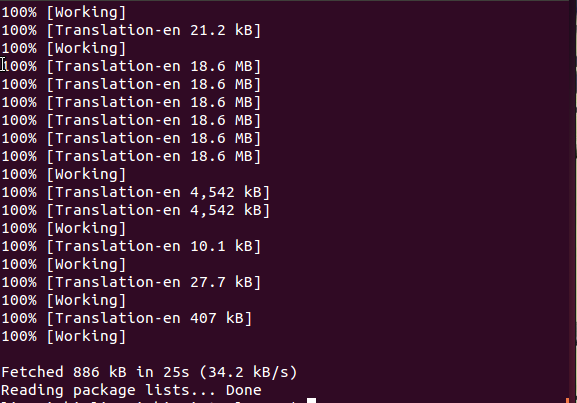 100% [Working]
100% [Translation-en 21.2 kB]
100% [Working]
100% [Translation-en 18.6 MB]
100% [Translation-en 18.6 MB]
100% [Translation-en 18.6 MB]
100% [Translation-en 18.6 MB]
100% [Translation-en 18.6 MB]
100% [Translation-en 18.6 MB]
100% [Working]
100% [Translation-en 4,542 kB]
100% [Translation-en 4,542 kB]
100% [Working]
100% [Translation-en 10.1 kB]
100% [Working]
100% [Translation-en 27.7 kB]
100% [Working]
100% [Translation-en 407 kB]
100% [Working]
Fetched 886 kB in 25s (34.2 kB/s)
Reading package lists... Done